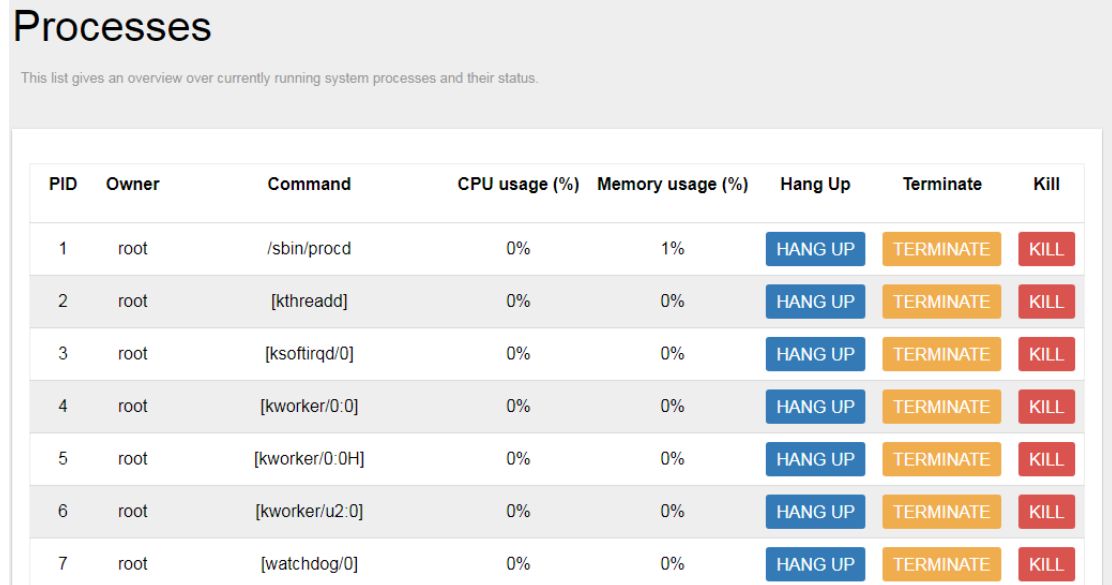 Processes
This list gives an overview over currently running system processes and their status.
PID Owner Command CPU usage (%) Memory usage (%) Hang Up Terminate Kill
1 root /sbin/procd 0% 1% HANG UP TERMINATE KILL
2 root [kthreadd] 0% 0% HANG UP TERMINATE KILL
3 root [ksoftirqd/0] 0% 0% HANG UP TERMINATE KILL
4 root [kworker/0:0] 0% 0% HANG UP TERMINATE KILL
5 root [kworker/0:0H] 0% 0% HANG UP TERMINATE KILL
6 root [kworker/u2:0] 0% 0% HANG UP TERMINATE KILL
7 root [watchdog/0] 0% 0% HANG UP TERMINATE KILL